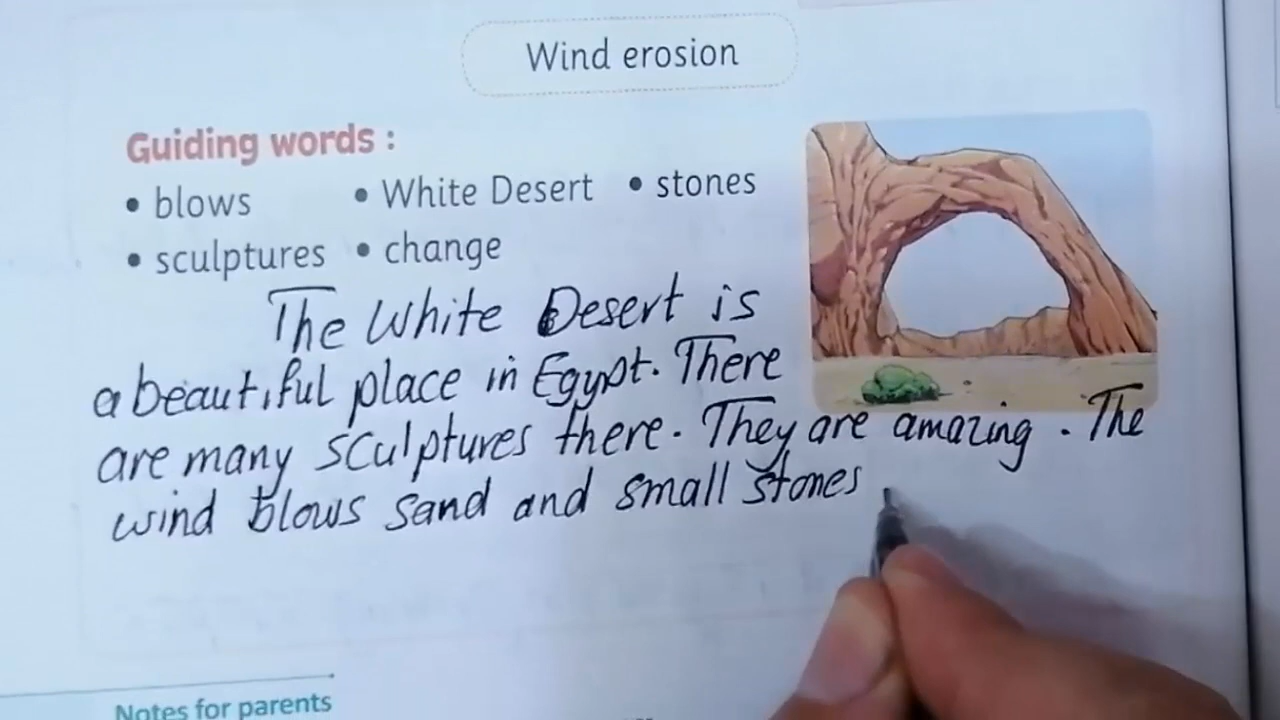 Wind erosion
Guiding words :
• blows • White Desert • stones
• sculptures • change
The White Desert is
a beautiful place in Egypt. There
are many sculptures there. They are amazing. The
wind blows sand and small stones
Notes for parents